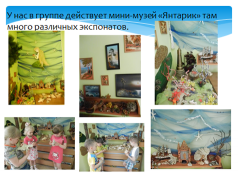 У нас в группе действует мини-музей «Янтарик» там
много различных экспонатов.